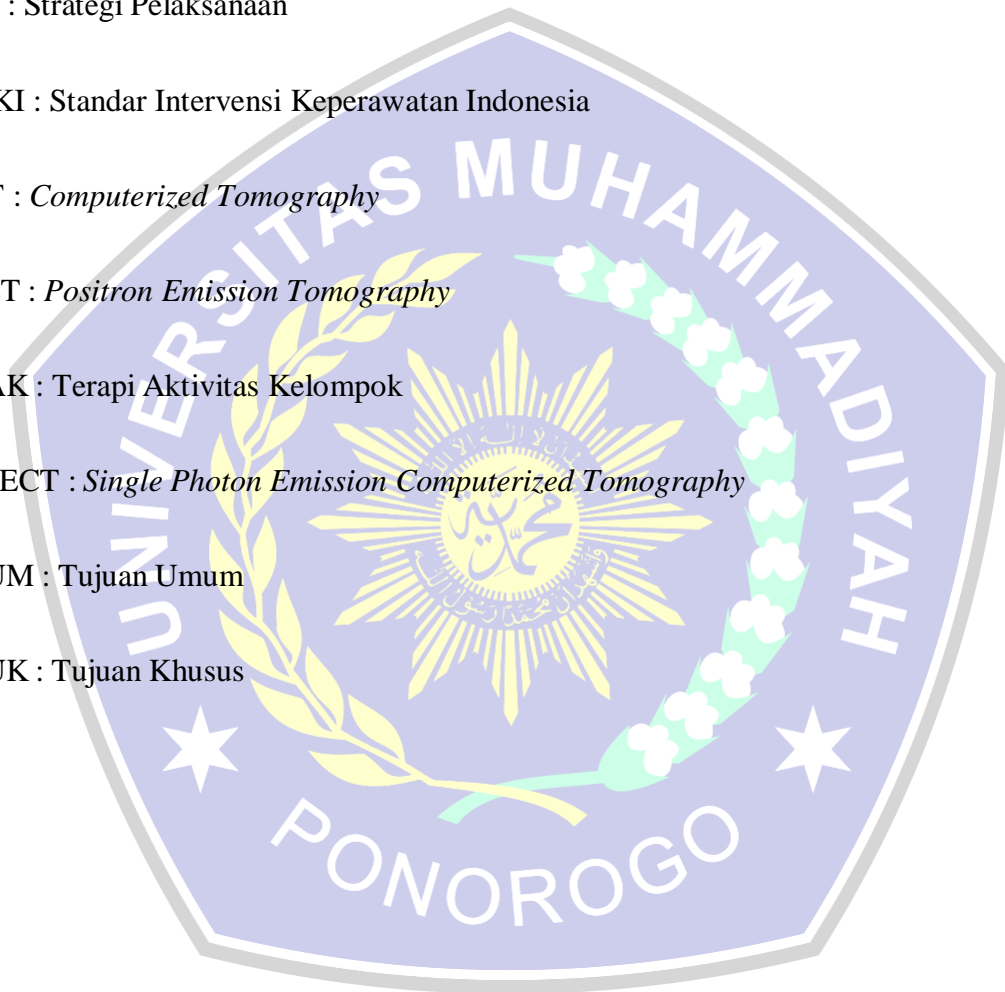 : Strategi Pelaksanaan
KI : Standar Intervensi Keperawatan Indonesia
: Computerized Tomography
T : Positron Emission Tomography
AK : Terapi Aktivitas Kelompok
ECT : Single Photon Emission Computerized Tomography
UM : Tujuan Umum
UK : Tujuan Khusus
UNIVERSITAS MUHAMMADIYAH
PONOROGO